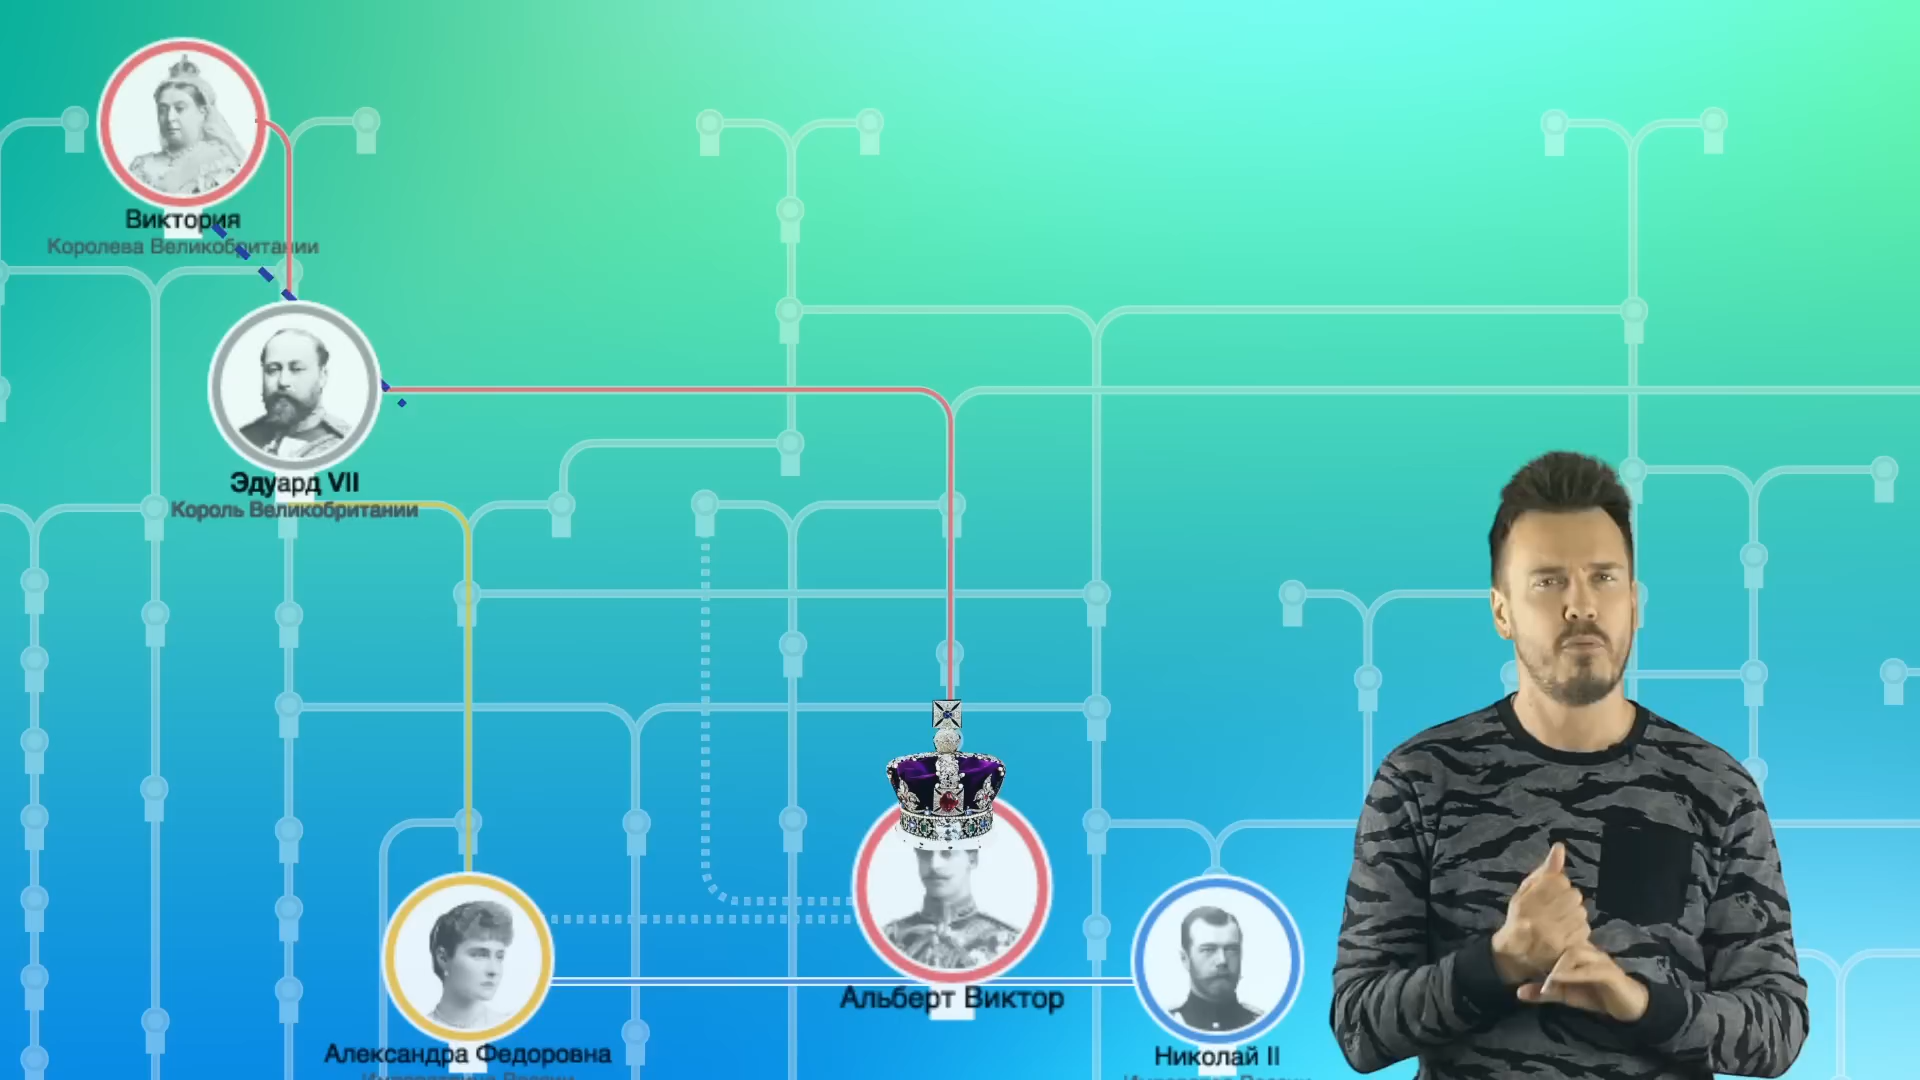 Виктория
Королева Великобритании
Эдуард VII
Король Великобритании
Альберт Виктор
Александра Федоровна
Николай II